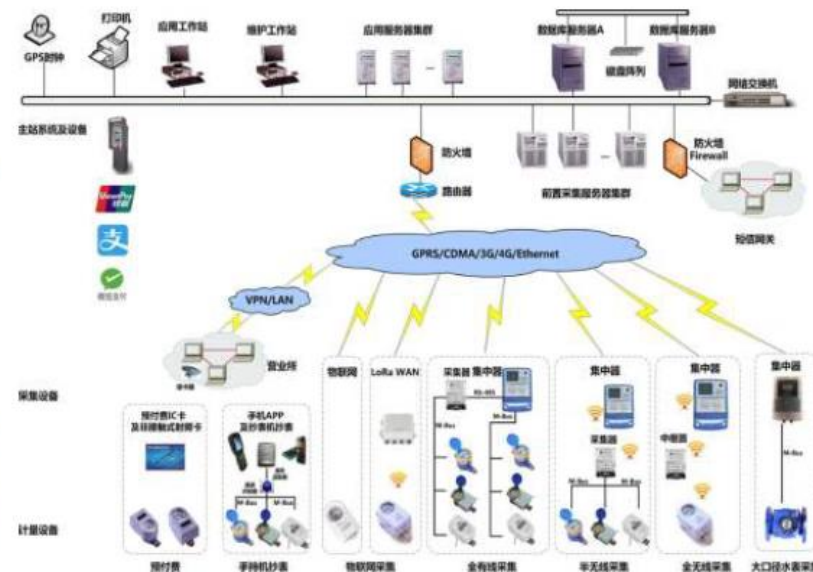 打印机
应用工作站
维护工作站
应用服务器集群
数据库服务器A
数据库服务器B
GPS时钟
磁盘阵列
网络交换机
主站系统及设备
防火墙
防火墙
Firewall
路由器
前置采集服务器集群
短信网关
GPRS/CDMA/3G/4G/Ethernet
VPN/LAN
营业所
物联网
LoRa WAN
采集器
集中器
集中器
集中器
集中器
RS-485
采集设备
预付费IC卡
及非接触式射频卡
手机APP
及抄表机抄表
M-Bus
M-Bus
采集器
中继器
M-Bus
M-Bus
M-Bus
M-Bus
M-Bus
计量设备
预付费
手持机抄表
物联网采集
全有线采集
半无线采集
全无线采集
大口径水表采集